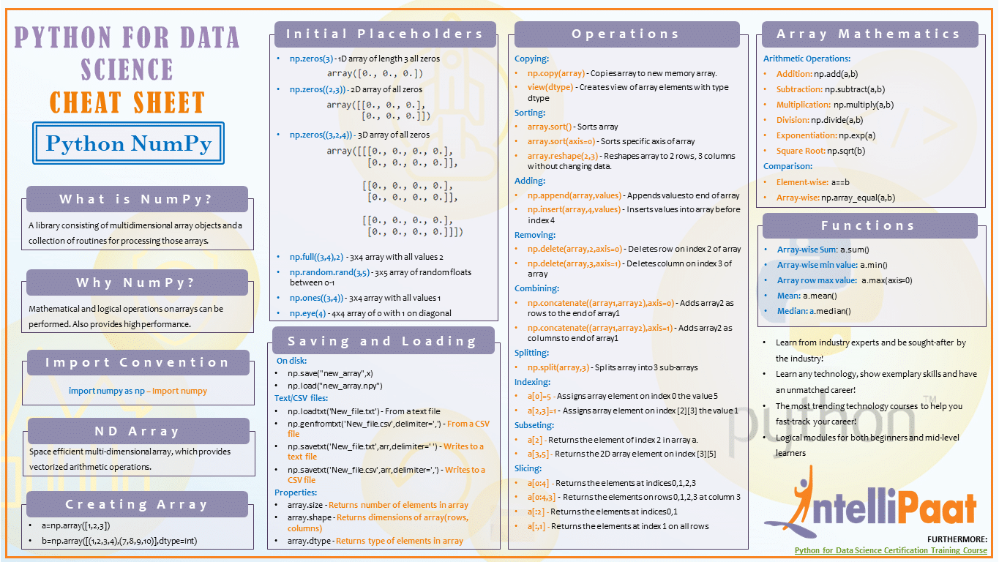 PYTHON FOR DATA
SCIENCE
CHEAT SHEET
Python NumPy
What is NumPy?
A library consisting of multidimensional array objects and a
collection of routines for processing those arrays.
Why NumPy?
Mathematical and logical operations on arrays can be
performed. Also provides high performance.
Import Convention
import numpy as np – Import numpy
ND Array
Space efficient multi-dimensional array, which provides
vectorized arithmetic operations.
Creating Array
• a=np.array([1,2,3])
• b=np.array([(1,2,3,4),(7,8,9,10)],dtype=int)
Initial Placeholders
• np.zeros(3) - 1D array of length 3 all zeros
array([0., 0., 0.])
• np.zeros((2,3)) - 2D array of all zeros
array([[0., 0., 0.],
[0., 0., 0.]])
• np.zeros((3,2,4)) - 3D array of all zeros
array([[[0., 0., 0., 0.],
[0., 0., 0., 0.]],
[[0., 0., 0., 0.],
[0., 0., 0., 0.]],
[[0., 0., 0., 0.],
[0., 0., 0., 0.]]])
• np.full((3,4),2) - 3x4 array with all values 2
• np.random.rand(3,5) - 3x5 array of random floats
between 0-1
• np.ones((3,4)) - 3x4 array with all values 1
• np.eye(4) - 4x4 array of 0 with 1 on diagonal
Saving and Loading
On disk:
• np.save("new_array",x)
• np.load("new_array.npy")
Text/CSV files:
• np.loadtxt('New_file.txt') - From a text file
• np.genfromtxt('New_file.csv',delimiter=',') - From a CSV
file
• np.savetxt('New_file.txt',arr,delimiter=' ') - Writes to a
text file
• np.savetxt('New_file.csv',arr,delimiter=',') - Writes to a
CSV file
Properties:
• array.size - Returns number of elements in array
• array.shape - Returns dimensions of array(rows,
columns)
• array.dtype - Returns type of elements in array
Operations
Copying:
• np.copy(array) - Copies array to new memory array.
• view(dtype) - Creates view of array elements with type
dtype
Sorting:
• array.sort() - Sorts array
• array.sort(axis=0) - Sorts specific axis of array
• array.reshape(2,3) - Reshapes array to 2 rows, 3 columns
without changing data.
Adding:
• np.append(array,values) - Appends values to end of array
• np.insert(array,4,values) - Inserts values into array before
index 4
Removing:
• np.delete(array,2,axis=0) - Deletes row on index 2 of array
• np.delete(array,3,axis=1) - Deletes column on index 3 of
array
Combining:
• np.concatenate((array1,array2),axis=0) - Adds array2 as
rows to the end of array1
• np.concatenate((array1,array2),axis=1) - Adds array2 as
columns to end of array1
Splitting:
• np.split(array,3) - Splits array into 3 sub-arrays
Indexing:
• a[0]=5 - Assigns array element on index 0 the value 5
• a[2,3]=1 - Assigns array element on index [2][3] the value 1
Subseting:
• a[2] - Returns the element of index 2 in array a.
• a[3,5] - Returns the 2D array element on index [3][5]
Slicing:
• a[0:4] - Returns the elements at indices 0,1,2,3
• a[0:4,3] - Returns the elements on rows 0,1,2,3 at column 3
• a[:2] - Returns the elements at indices 0,1
• a[:,1] - Returns the elements at index 1 on all rows
Array Mathematics
Arithmetic Operations:
• Addition: np.add(a,b)
• Subtraction: np.subtract(a,b)
• Multiplication: np.multiply(a,b)
• Division: np.divide(a,b)
• Exponentiation: np.exp(a)
• Square Root: np.sqrt(b)
Comparison:
• Element-wise: a==b
• Array-wise: np.array_equal(a,b)
Functions
• Array-wise Sum: a.sum()
• Array-wise min value: a.min()
• Array row max value: a.max(axis=0)
• Mean: a.mean()
• Median: a.median()
• Learn from industry experts and be sought-after by
the industry!
• Learn any technology, show exemplary skills and have
an unmatched career!
• The most trending technology courses to help you
fast-track your career!
• Logical modules for both beginners and mid-level
learners
python™
IntelliPaat
FURTHERMORE:
Python for Data Science Certification Training Course